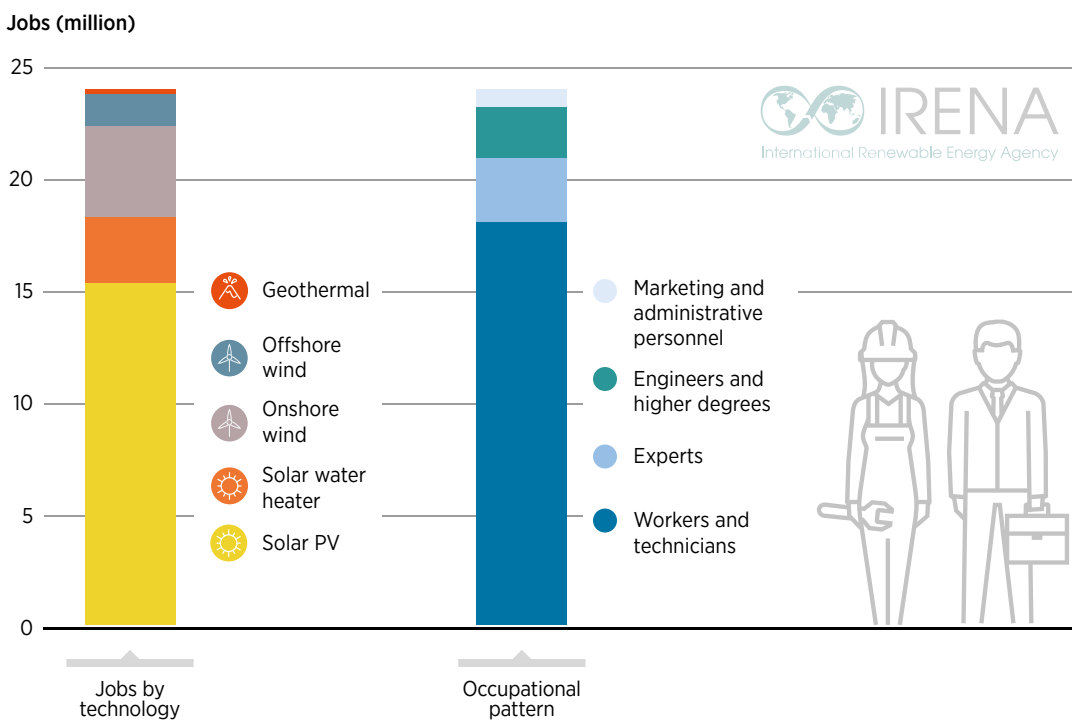 Jobs (million)
25
20
15
10
5
0
IRENA
International Renewable Energy Agency
Geothermal
Offshore
wind
Onshore
wind
Solar water
heater
Solar PV
Marketing and
administrative
personnel
Engineers and
higher degrees
Experts
Workers and
technicians
Jobs by
technology
Occupational
pattern